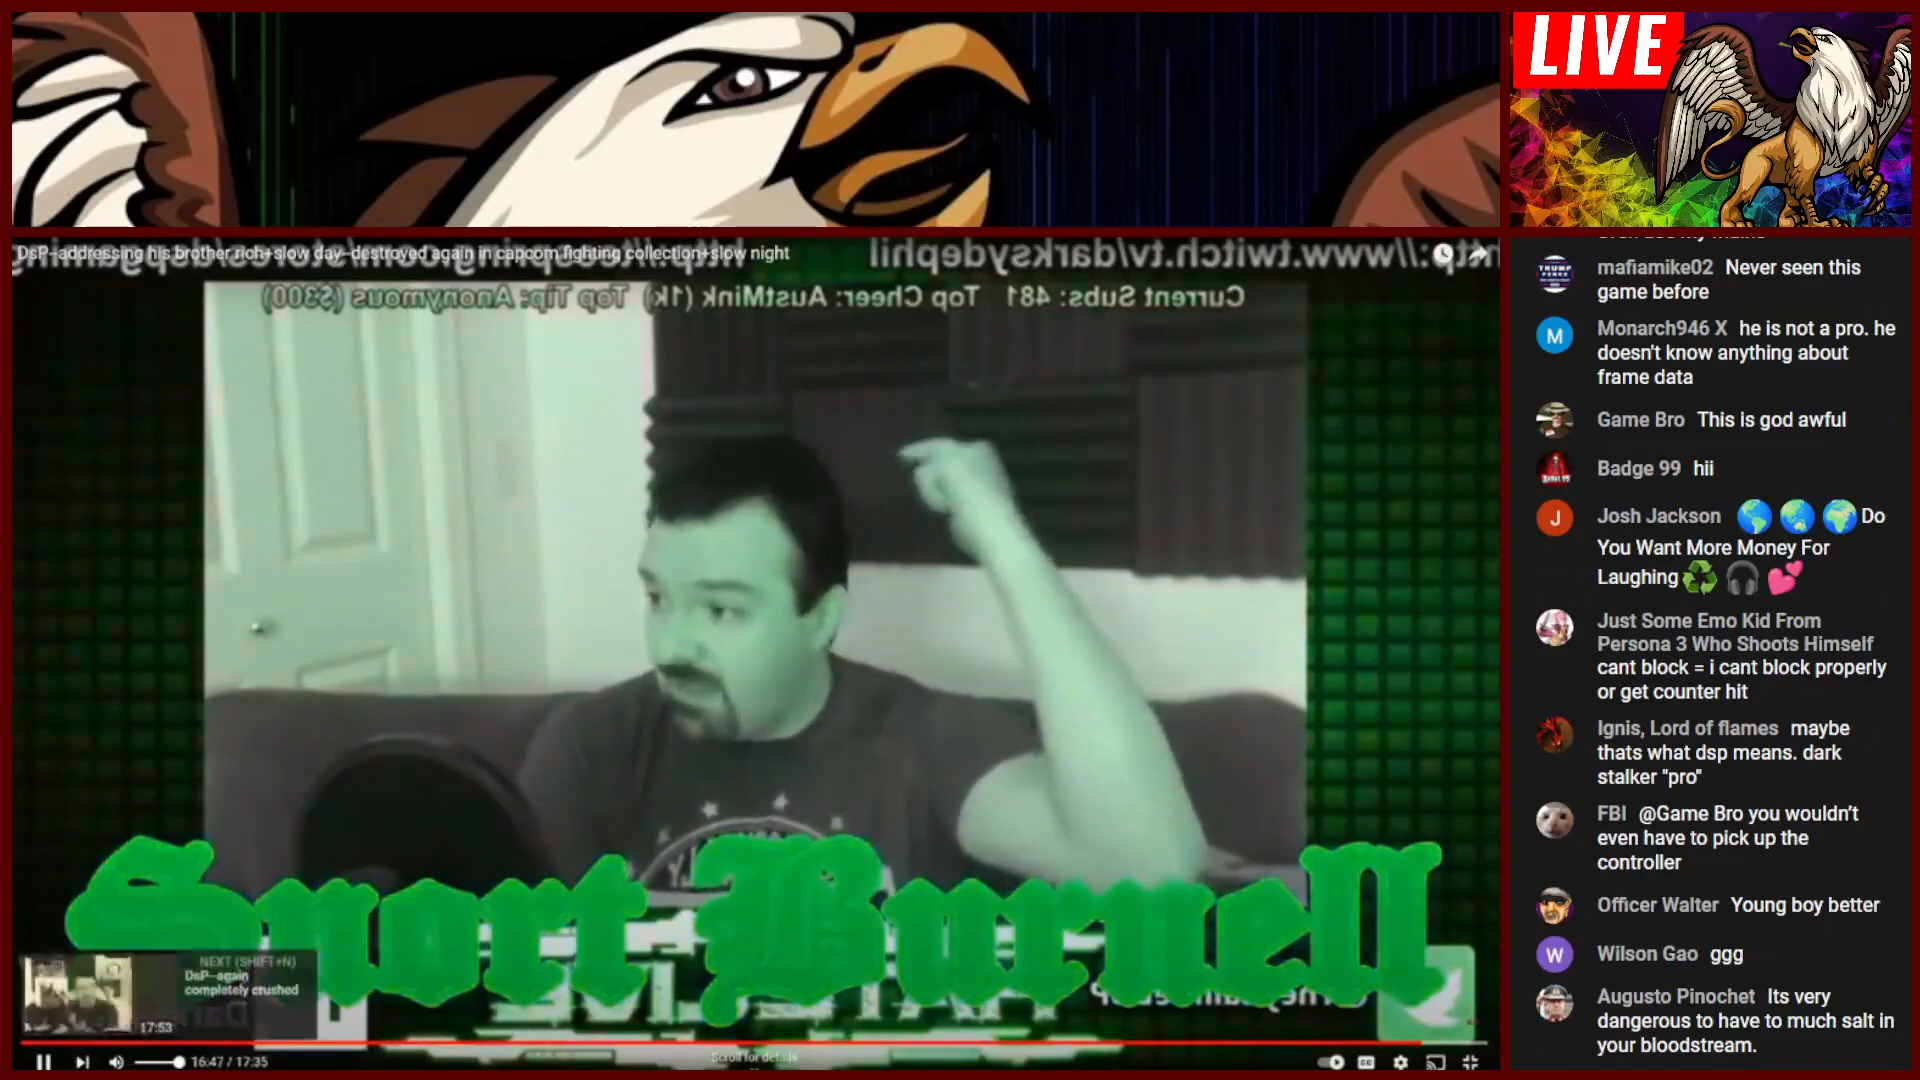 LIVE
DsP--addressing his brother rich+slow day--destroyed again in capcom fighting collection+slow night
http://www.twitch.tv/darksydephil
Current Subs: 481 Top Cheer: AustMink (1k) Top Tip: Anonymous ($300)
mafiamike02 Never seen this
game before
Monarch946 X he is not a pro. he
doesn't know anything about
frame data
Game Bro This is god awful
Badge 99 hii
Josh Jackson 🌎 🌏 🌍 Do
You Want More Money For
Laughing ♻️ 🎧 💕
Just Some Emo Kid From
Persona 3 Who Shoots Himself
cant block = i cant block properly
or get counter hit
Ignis, Lord of flames maybe
thats what dsp means. dark
stalker "pro"
FBI @Game Bro you wouldn't
even have to pick up the
controller
Officer Walter Young boy better
Wilson Gao ggg
Augusto Pinochet Its very
dangerous to have to much salt in
your bloodstream.
Snort Burnell
NEXT (SHIFT+N)
DsP--again
completely crushed
17:53
16:47 / 17:35
Scroll for details